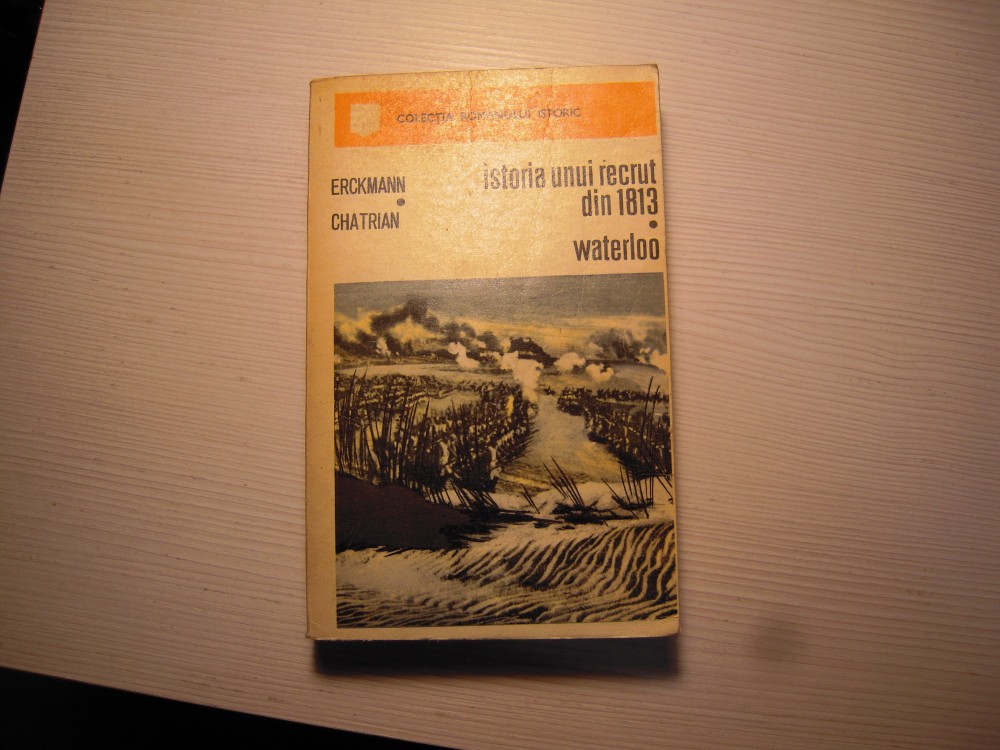 COLECȚIA ROMANULUI ISTORIC
ERCKMANN
•
CHATRIAN
istoria unui recrut
din 1813
•
waterloo